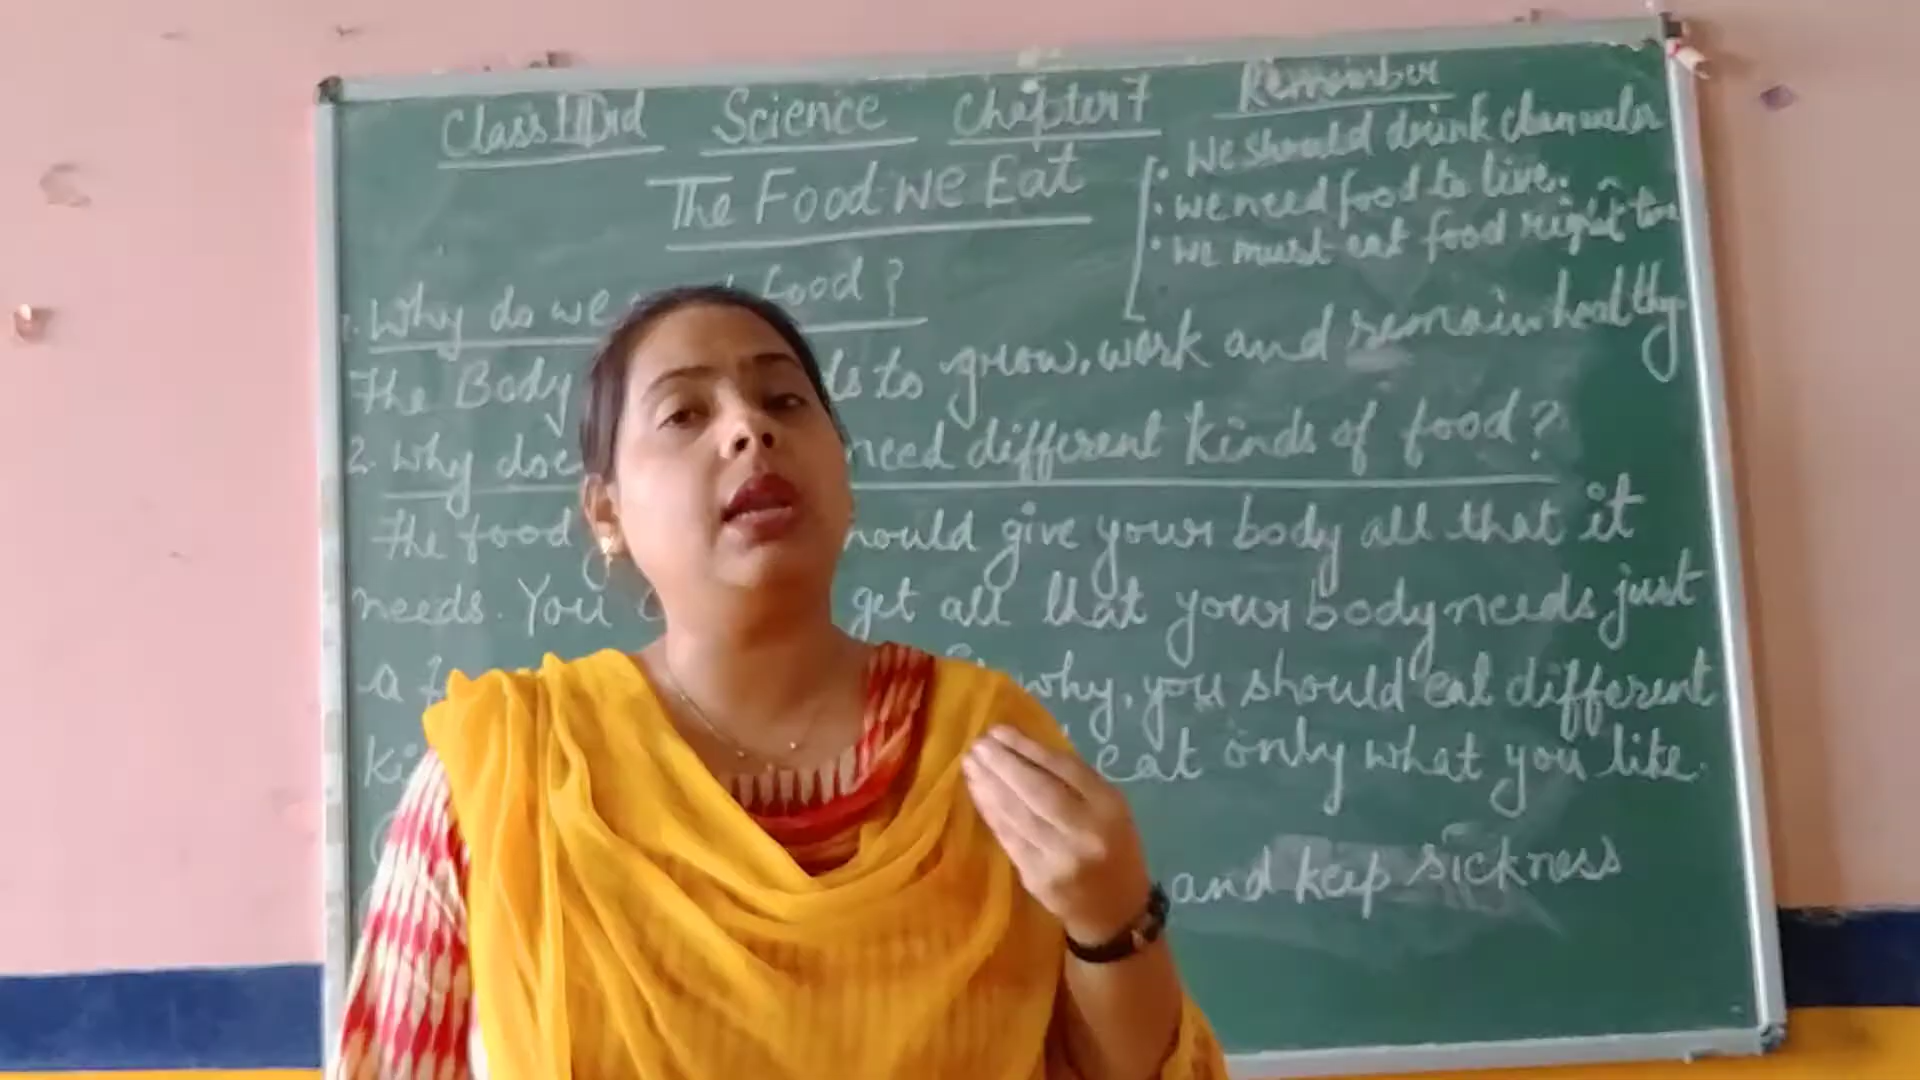 Class IIIrd Science Chapter 7
The Food we Eat
Remember
• We should drink clean water
• we need food to live.
• we must eat food right
1. Why do we food?
The Body to grow, work and remain healthy.
2. Why need different kinds of food?
The food give your body all that it
needs. You get all that your body needs just
a why, you should eat different
eat only what you like.
and keep sickness